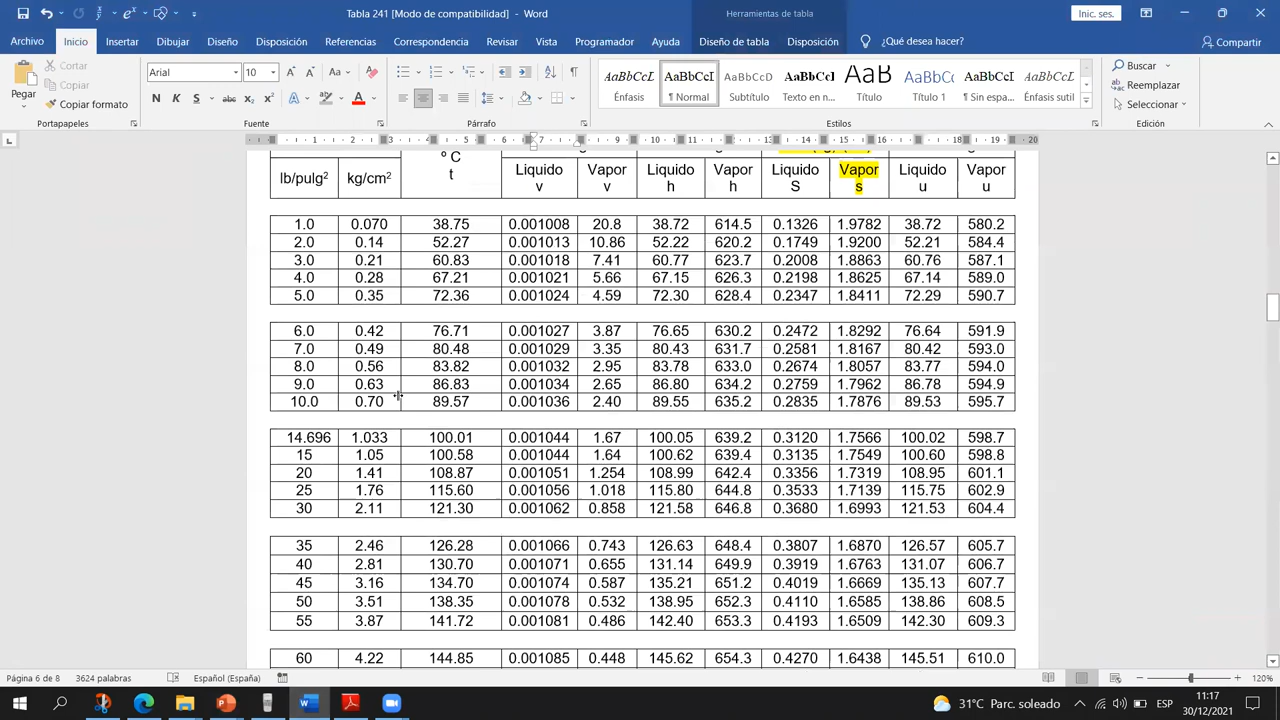 Tabla 241 [Modo de compatibilidad] - Word
Herramientas de tabla
Inic. ses.
Archivo Inicio Insertar Dibujar Diseño Disposición Referencias Correspondencia Revisar Vista Programador Ayuda Diseño de tabla Disposición ¿Qué desea hacer? Compartir
Pegar
Cortar
Copiar
Copiar formato
Portapapeles
Arial 10
N K S abc x₂ x²
Fuente
Párrafo
AaBbCcL AaBbCcD AaBbCcD AaBbCcL AaB AaBbCcL AaBbCcD AaBbCcL
Énfasis ¶ Normal Subtítulo Texto en n... Título Título 1 ¶ Sin espa... Énfasis sutil
Estilos
Buscar
Reemplazar
Seleccionar
Edición
1 2 3 4 5 6 7 8 9 10 11 12 13 14 15 16 17 18 19 20
lb/pulg² kg/cm² º C t Liquido v Vapor v Liquido h Vapor h Liquido S Vapor s Liquido u Vapor u
1.0 0.070 38.75 0.001008 20.8 38.72 614.5 0.1326 1.9782 38.72 580.2
2.0 0.14 52.27 0.001013 10.86 52.22 620.2 0.1749 1.9200 52.21 584.4
3.0 0.21 60.83 0.001018 7.41 60.77 623.7 0.2008 1.8863 60.76 587.1
4.0 0.28 67.21 0.001021 5.66 67.15 626.3 0.2198 1.8625 67.14 589.0
5.0 0.35 72.36 0.001024 4.59 72.30 628.4 0.2347 1.8411 72.29 590.7
6.0 0.42 76.71 0.001027 3.87 76.65 630.2 0.2472 1.8292 76.64 591.9
7.0 0.49 80.48 0.001029 3.35 80.43 631.7 0.2581 1.8167 80.42 593.0
8.0 0.56 83.82 0.001032 2.95 83.78 633.0 0.2674 1.8057 83.77 594.0
9.0 0.63 86.83 0.001034 2.65 86.80 634.2 0.2759 1.7962 86.78 594.9
10.0 0.70 89.57 0.001036 2.40 89.55 635.2 0.2835 1.7876 89.53 595.7
14.696 1.033 100.01 0.001044 1.67 100.05 639.2 0.3120 1.7566 100.02 598.7
15 1.05 100.58 0.001044 1.64 100.62 639.4 0.3135 1.7549 100.60 598.8
20 1.41 108.87 0.001051 1.254 108.99 642.4 0.3356 1.7319 108.95 601.1
25 1.76 115.60 0.001056 1.018 115.80 644.8 0.3533 1.7139 115.75 602.9
30 2.11 121.30 0.001062 0.858 121.58 646.8 0.3680 1.6993 121.53 604.4
35 2.46 126.28 0.001066 0.743 126.63 648.4 0.3807 1.6870 126.57 605.7
40 2.81 130.70 0.001071 0.655 131.14 649.9 0.3919 1.6763 131.07 606.7
45 3.16 134.70 0.001074 0.587 135.21 651.2 0.4019 1.6669 135.13 607.7
50 3.51 138.35 0.001078 0.532 138.95 652.3 0.4110 1.6585 138.86 608.5
55 3.87 141.72 0.001081 0.486 142.40 653.3 0.4193 1.6509 142.30 609.3
60 4.22 144.85 0.001085 0.448 145.62 654.3 0.4270 1.6438 145.51 610.0
Página 6 de 8 3624 palabras Español (España) 120%
31°C Parc. soleado ESP 11:17
30/12/2021